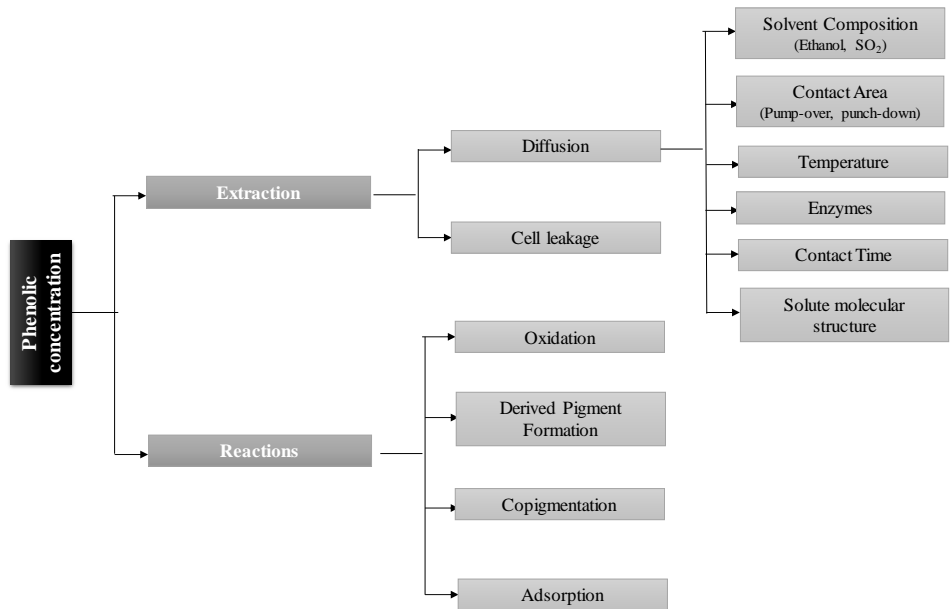 Phenolic
concentration
Extraction
Diffusion
Solvent Composition
(Ethanol, SO₂)
Contact Area
(Pump-over, punch-down)
Temperature
Enzymes
Contact Time
Solute molecular
structure
Cell leakage
Reactions
Oxidation
Derived Pigment
Formation
Copigmentation
Adsorption